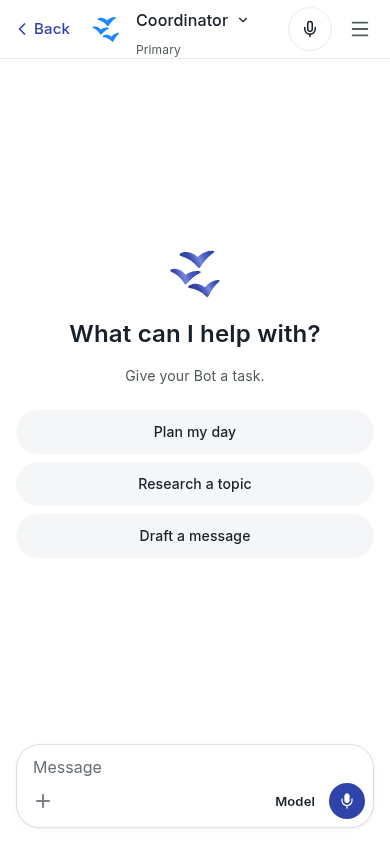 Back
Coordinator
Primary
What can I help with?
Give your Bot a task.
Plan my day
Research a topic
Draft a message
Message
Model